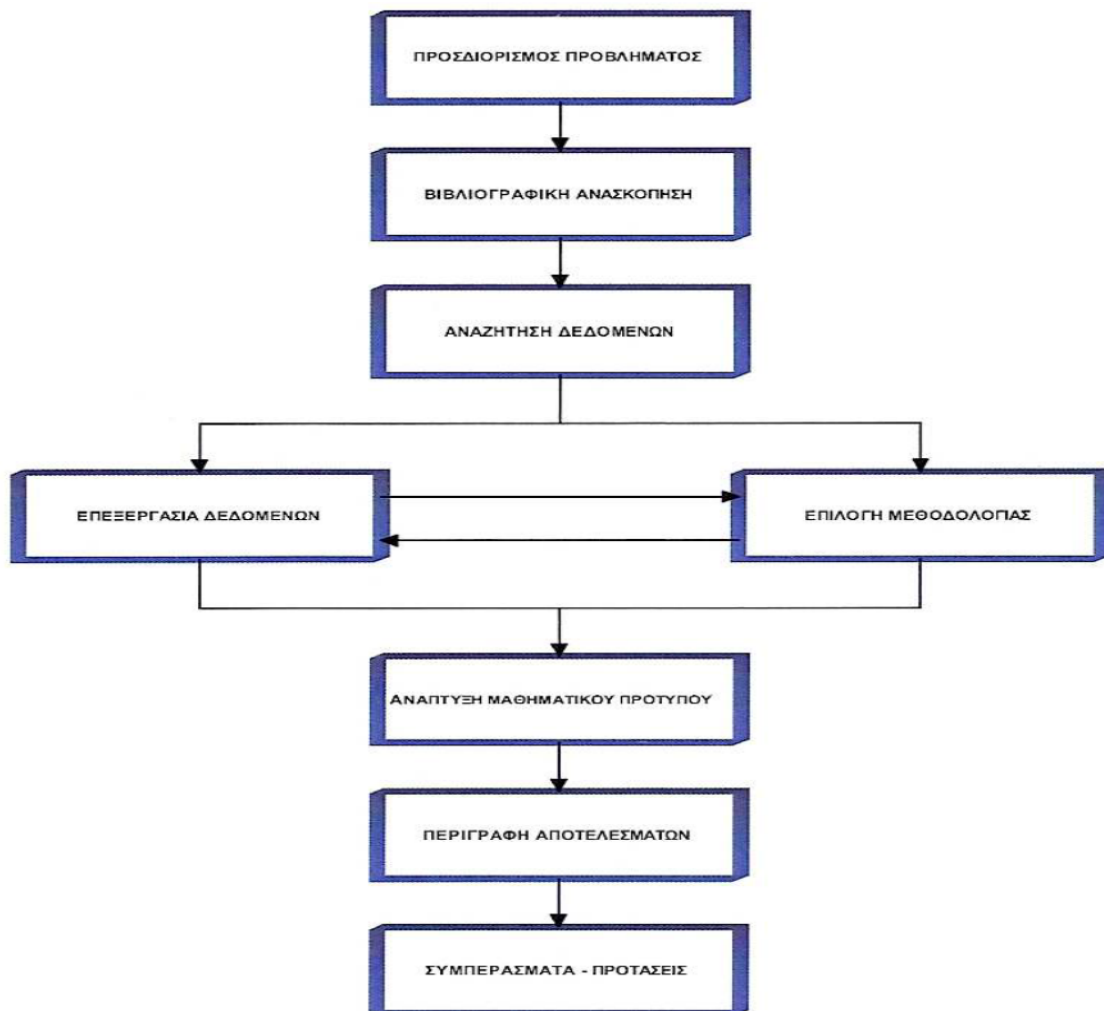 ΠΡΟΣΔΙΟΡΙΣΜΟΣ ΠΡΟΒΛΗΜΑΤΟΣ
ΒΙΒΛΙΟΓΡΑΦΙΚΗ ΑΝΑΣΚΟΠΗΣΗ
ΑΝΑΖΗΤΗΣΗ ΔΕΔΟΜΕΝΩΝ
ΕΠΕΞΕΡΓΑΣΙΑ ΔΕΔΟΜΕΝΩΝ
ΕΠΙΛΟΓΗ ΜΕΘΟΔΟΛΟΓΙΑΣ
ΑΝΑΠΤΥΞΗ ΜΑΘΗΜΑΤΙΚΟΥ ΠΡΟΤΥΠΟΥ
ΠΕΡΙΓΡΑΦΗ ΑΠΟΤΕΛΕΣΜΑΤΩΝ
ΣΥΜΠΕΡΑΣΜΑΤΑ - ΠΡΟΤΑΣΕΙΣ